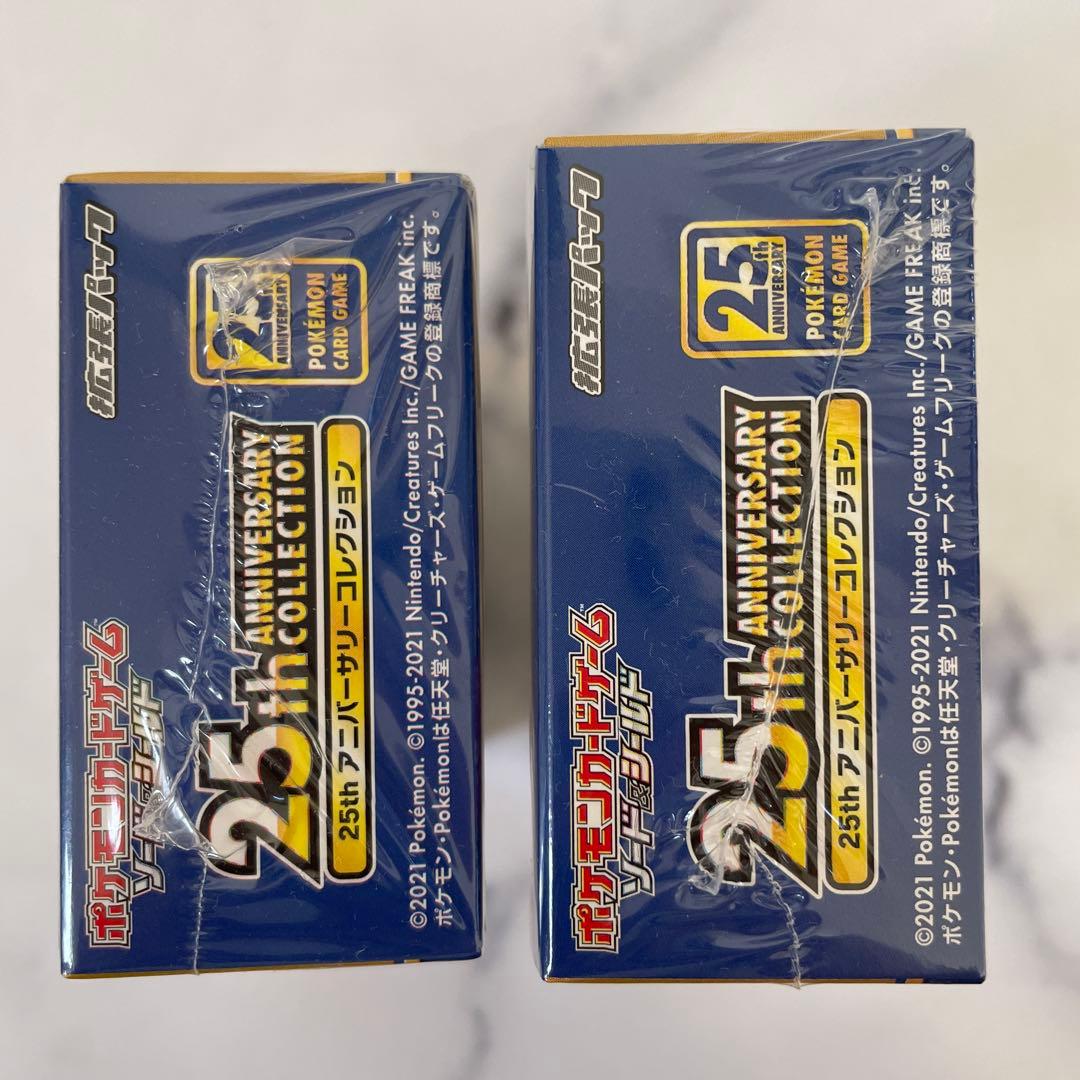 ポケモンカードゲーム
ソード&シールド
拡張パック
25th ANNIVERSARY
COLLECTION
25th アニバーサリーコレクション
25th
ANNIVERSARY
POKÉMON
CARD GAME
©2021 Pokémon. ©1995-2021 Nintendo/Creatures Inc./GAME FREAK inc.
ポケモン・Pokémonは任天堂・クリーチャーズ・ゲームフリークの登録商標です。
ポケモンカードゲーム
ソード&シールド
拡張パック
25th ANNIVERSARY
COLLECTION
25th アニバーサリーコレクション
25th
ANNIVERSARY
POKÉMON
CARD GAME
©2021 Pokémon. ©1995-2021 Nintendo/Creatures Inc./GAME FREAK inc.
ポケモン・Pokémonは任天堂・クリーチャーズ・ゲームフリークの登録商標です。